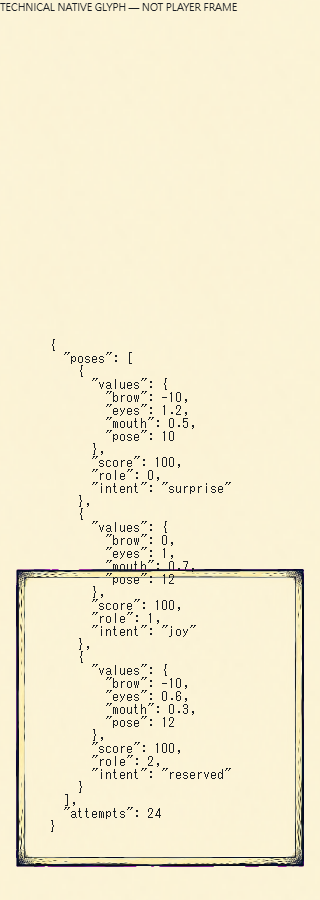 TECHNICAL NATIVE GLYPH — NOT PLAYER FRAME
{
  "poses": [
    {
      "values": {
        "brow": -10,
        "eyes": 1.2,
        "mouth": 0.5,
        "pose": 10
      },
      "score": 100,
      "role": 0,
      "intent": "surprise"
    },
    {
      "values": {
        "brow": 0,
        "eyes": 1,
        "mouth": 0.7,
        "pose": 12
      },
      "score": 100,
      "role": 1,
      "intent": "joy"
    },
    {
      "values": {
        "brow": -10,
        "eyes": 0.6,
        "mouth": 0.3,
        "pose": 12
      },
      "score": 100,
      "role": 2,
      "intent": "reserved"
    }
  ],
  "attempts": 24
}